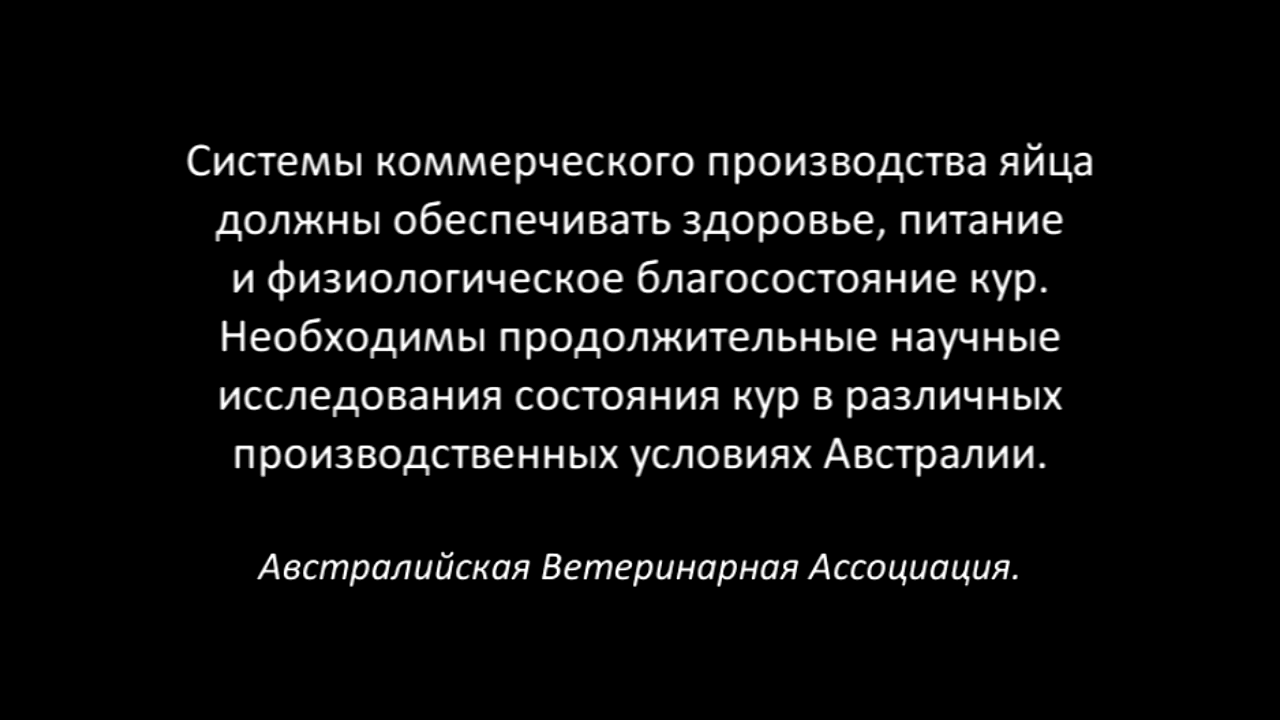 Системы коммерческого производства яйца
должны обеспечивать здоровье, питание
и физиологическое благосостояние кур.
Необходимы продолжительные научные
исследования состояния кур в различных
производственных условиях Австралии.
Австралийская Ветеринарная Ассоциация.